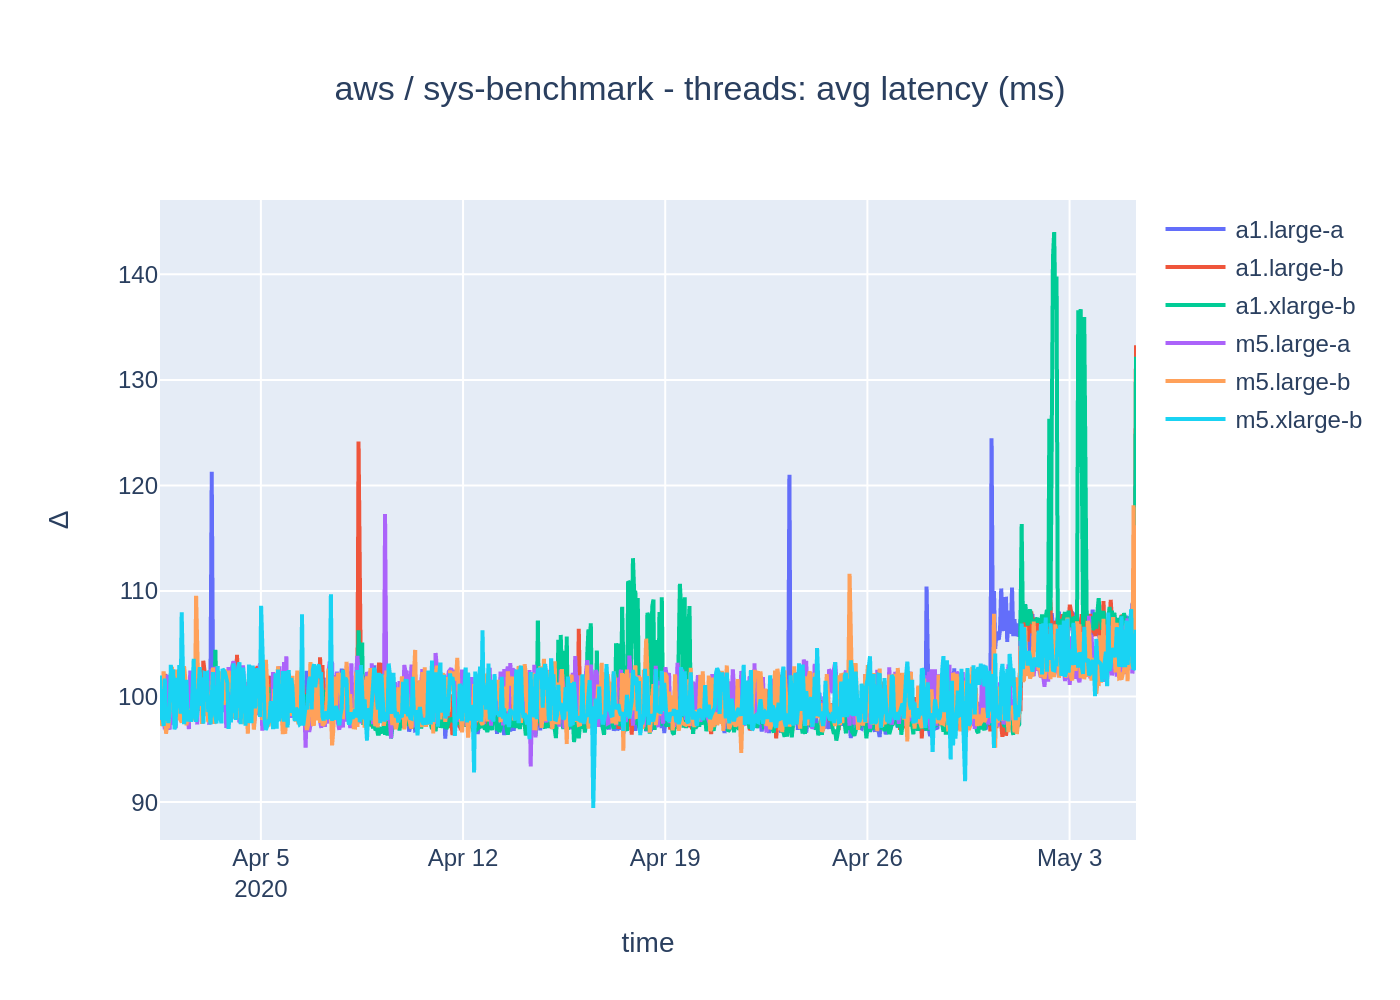 aws / sys-benchmark - threads: avg latency (ms)
140
130
120
110
100
90
Δ
Apr 5
2020
Apr 12
Apr 19
Apr 26
May 3
time
a1.large-a
a1.large-b
a1.xlarge-b
m5.large-a
m5.large-b
m5.xlarge-b